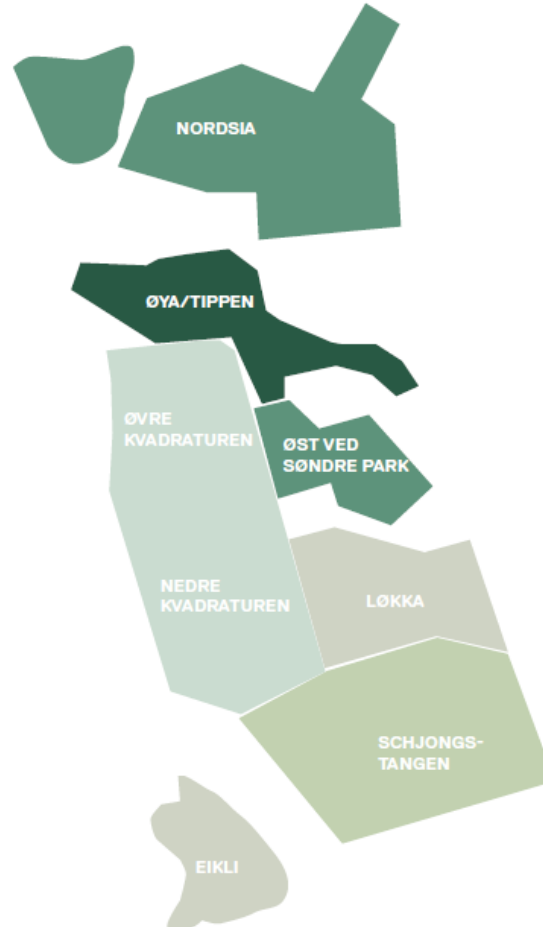 NORDSIA
ØYA/TIPPEN
ØVRE
KVADRATUREN
ØST VED
SØNDRE PARK
NEDRE
KVADRATUREN
LØKKA
SCHJONGS-
TANGEN
EIKLI